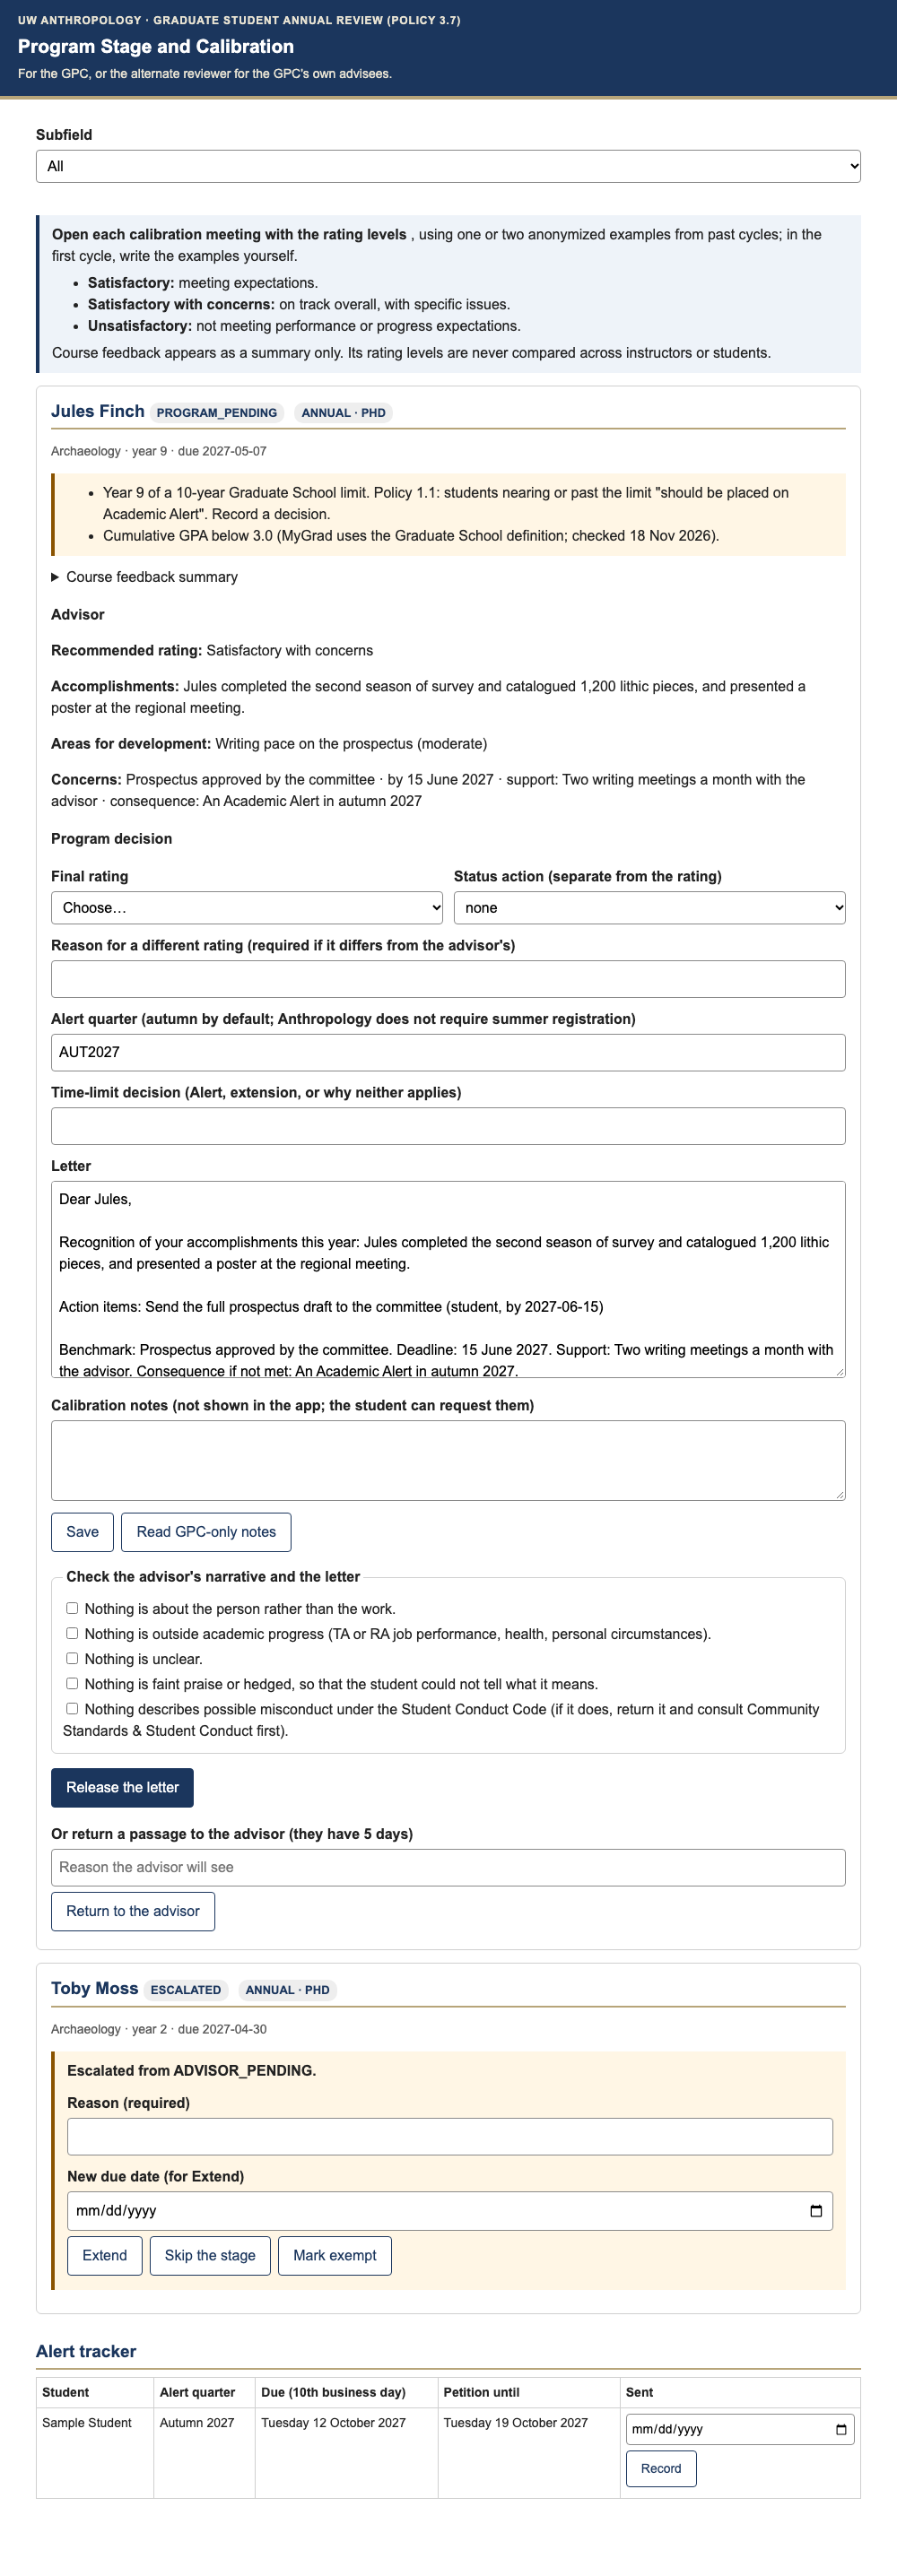 UW ANTHROPOLOGY · GRADUATE STUDENT ANNUAL REVIEW (POLICY 3.7)
Program Stage and Calibration
For the GPC, or the alternate reviewer for the GPC's own advisees.
Subfield
All
Open each calibration meeting with the rating levels , using one or two anonymized examples from past cycles; in the
first cycle, write the examples yourself.
• Satisfactory: meeting expectations.
• Satisfactory with concerns: on track overall, with specific issues.
• Unsatisfactory: not meeting performance or progress expectations.
Course feedback appears as a summary only. Its rating levels are never compared across instructors or students.
Jules Finch PROGRAM_PENDING ANNUAL · PHD
Archaeology · year 9 · due 2027-05-07
• Year 9 of a 10-year Graduate School limit. Policy 1.1: students nearing or past the limit "should be placed on
Academic Alert". Record a decision.
• Cumulative GPA below 3.0 (MyGrad uses the Graduate School definition; checked 18 Nov 2026).
▶ Course feedback summary
Advisor
Recommended rating: Satisfactory with concerns
Accomplishments: Jules completed the second season of survey and catalogued 1,200 lithic pieces, and presented a
poster at the regional meeting.
Areas for development: Writing pace on the prospectus (moderate)
Concerns: Prospectus approved by the committee · by 15 June 2027 · support: Two writing meetings a month with the
advisor · consequence: An Academic Alert in autumn 2027
Program decision
Final rating Status action (separate from the rating)
Choose... none
Reason for a different rating (required if it differs from the advisor's)
Alert quarter (autumn by default; Anthropology does not require summer registration)
AUT2027
Time-limit decision (Alert, extension, or why neither applies)
Letter
Dear Jules,
Recognition of your accomplishments this year: Jules completed the second season of survey and catalogued 1,200 lithic
pieces, and presented a poster at the regional meeting.
Action items: Send the full prospectus draft to the committee (student, by 2027-06-15)
Benchmark: Prospectus approved by the committee. Deadline: 15 June 2027. Support: Two writing meetings a month with
the advisor. Consequence if not met: An Academic Alert in autumn 2027.
Calibration notes (not shown in the app; the student can request them)
Save Read GPC-only notes
Check the advisor's narrative and the letter
Nothing is about the person rather than the work.
Nothing is outside academic progress (TA or RA job performance, health, personal circumstances).
Nothing is unclear.
Nothing is faint praise or hedged, so that the student could not tell what it means.
Nothing describes possible misconduct under the Student Conduct Code (if it does, return it and consult Community
Standards & Student Conduct first).
Release the letter
Or return a passage to the advisor (they have 5 days)
Reason the advisor will see
Return to the advisor
Toby Moss ESCALATED ANNUAL · PHD
Archaeology · year 2 · due 2027-04-30
Escalated from ADVISOR_PENDING.
Reason (required)
New due date (for Extend)
mm/dd/yyyy
Extend Skip the stage Mark exempt
Alert tracker
Student Alert quarter Due (10th business day) Petition until Sent
Sample Student Autumn 2027 Tuesday 12 October 2027 Tuesday 19 October 2027 mm/dd/yyyy
Record